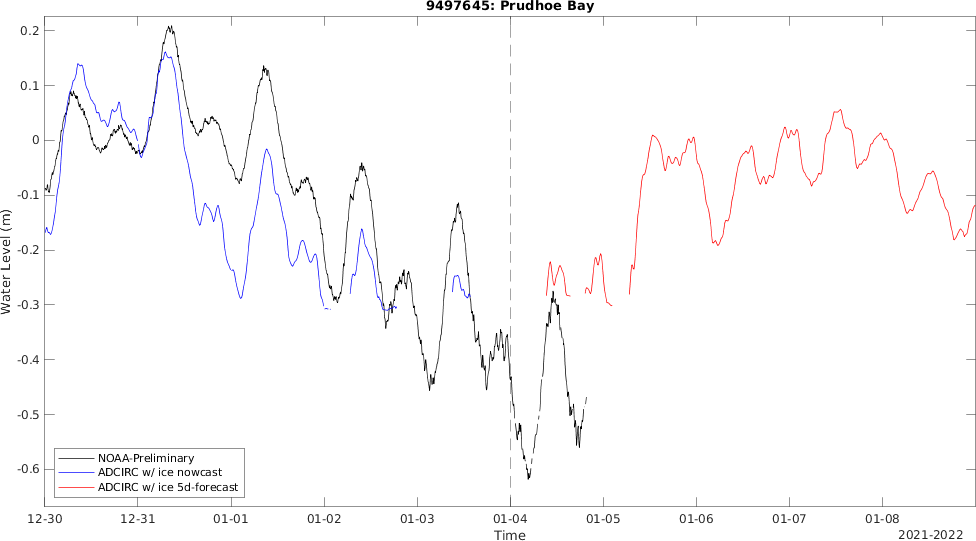 9497645: Prudhoe Bay
0.2
0.1
0
-0.1
-0.2
-0.3
-0.4
-0.5
-0.6
Water Level (m)
NOAA-Preliminary
ADCIRC w/ ice nowcast
ADCIRC w/ ice 5d-forecast
12-30 12-31 01-01 01-02 01-03 01-04 01-05 01-06 01-07 01-08
Time
2021-2022